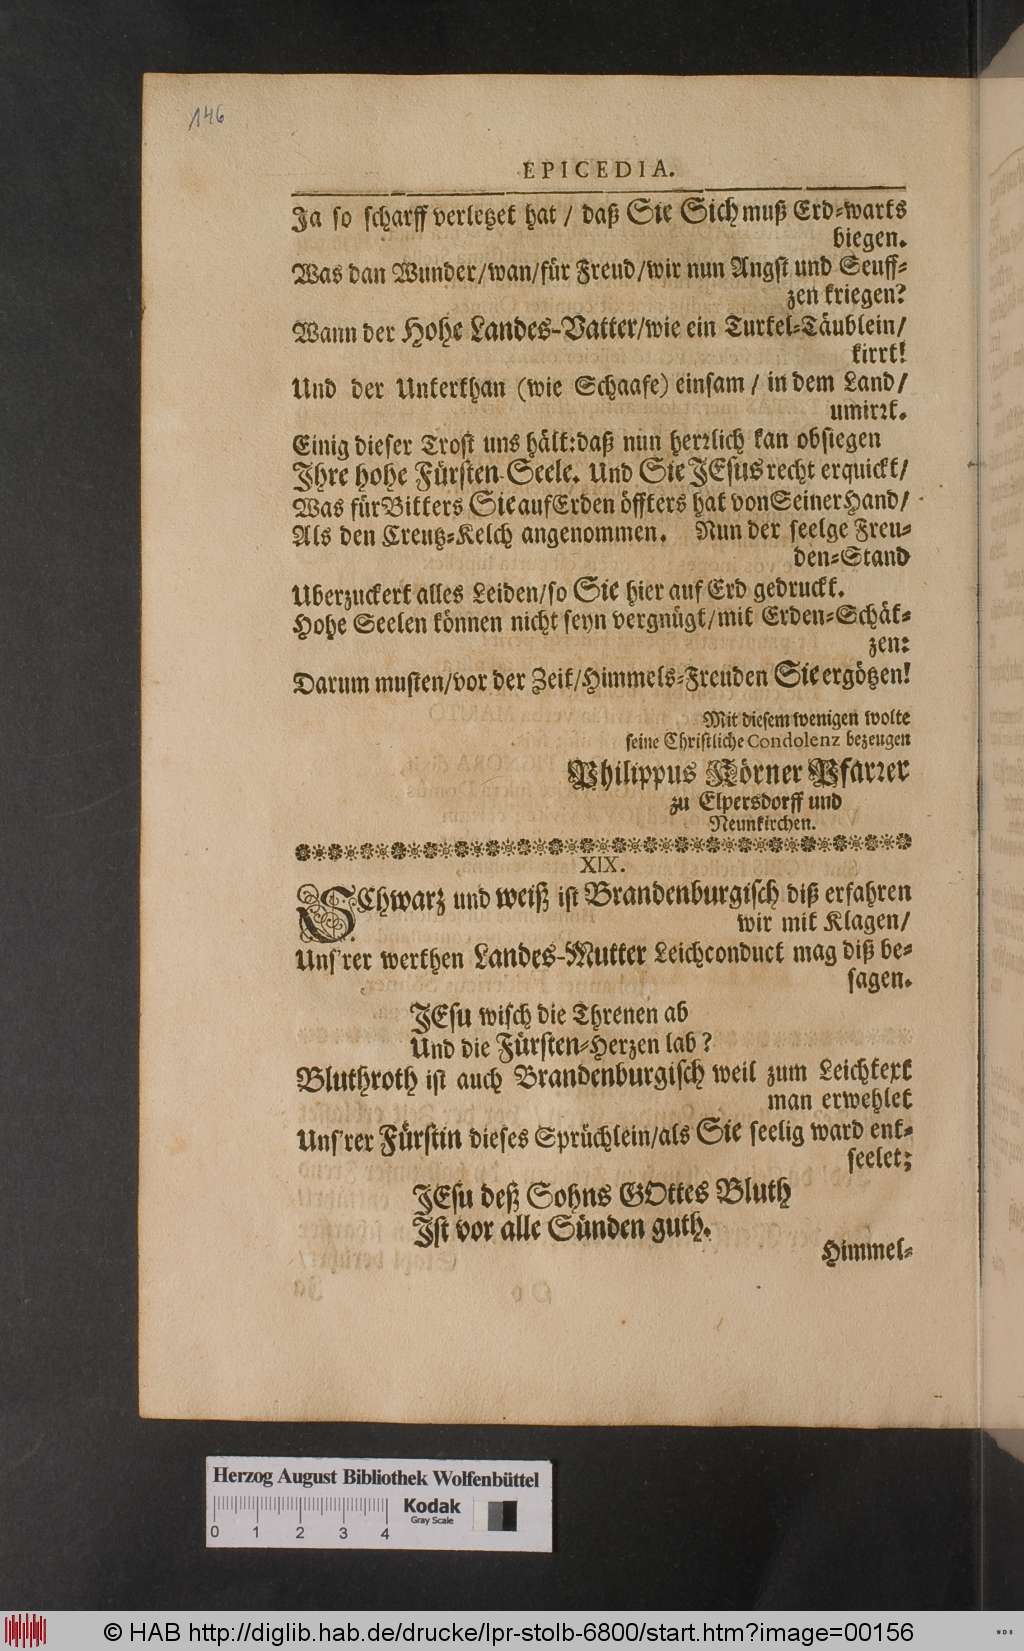 146
EPICEDIA.
Ja so scharff verletzet hat / daß Sie Sich muß Erd-warts
biegen.
Was dan Wunder/wan/für Freud/wir nun Angst und Seuff-
zen kriegen?
Wann der Hohe Landes-Vatter/wie ein Turtel-Täublein/
kirrt!
Und der Unterthan (wie Schaafe) einsam / in dem Land/
umirrt.
Einig dieser Trost uns hält: daß nun herrlich kan obsiegen
Ihre hohe Fürsten-Seele. Und Sie JEsus recht erquickt/
Was für Bitters Sie auf Erden öffters hat von Seiner Hand/
Als den Creutz-Kelch angenommen. Nun der seelge Freu-
den-Stand
Uberzuckert alles Leiden/so Sie hier auf Erd gedruckt.
Hohe Seelen können nicht seyn vergnügt/mit Erden-Schät-
zen:
Darum musten/vor der Zeit/Himmels-Freuden Sie ergötzen!
Mit diesem wenigen wolte
seine Christliche Condolenz bezeugen
Philippus Körner Pfarrer
zu Elpersdorff und
Neunkirchen.
XIX.
SChwarz und weiß ist Brandenburgisch diß erfahren
wir mit Klagen/
Uns'rer werthen Landes-Mutter Leichconduct mag diß be-
sagen.
JEsu wisch die Threnen ab
Und die Fürsten-Herzen lab?
Bluthroth ist auch Brandenburgisch weil zum Leichtext
man erwehlet
Uns'rer Fürstin dieses Sprüchlein/als Sie seelig ward ent-
seelet;
JEsu deß Sohns GOttes Bluth
Ist vor alle Sünden guth.
Himmel-
Herzog August Bibliothek Wolfenbüttel
Kodak
Gray Scale
0 1 2 3 4
© HAB http://diglib.hab.de/drucke/lpr-stolb-6800/start.htm?image=00156